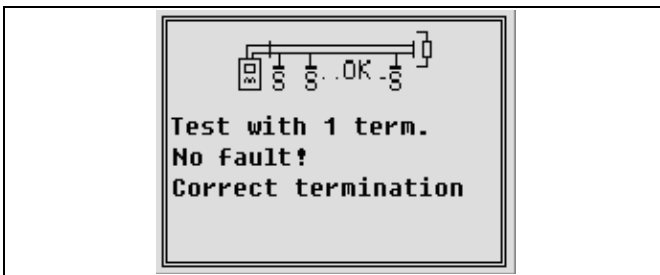 ..OK -
Test with 1 term.
No fault!
Correct termination